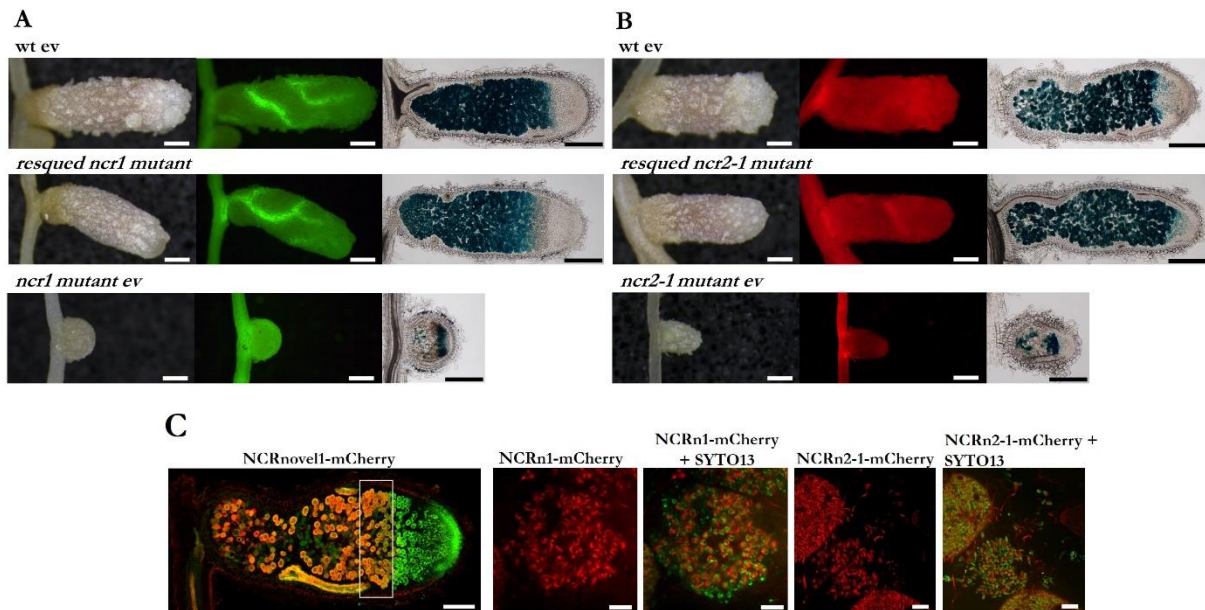 A
wt ev
resqued ncr1 mutant
ncr1 mutant ev
B
wt ev
resqued ncr2-1 mutant
ncr2-1 mutant ev
C
NCRnovel1-mCherry
NCRn1-mCherry
NCRn1-mCherry
+ SYTO13
NCRn2-1-mCherry
NCRn2-1-mCherry +
SYTO13